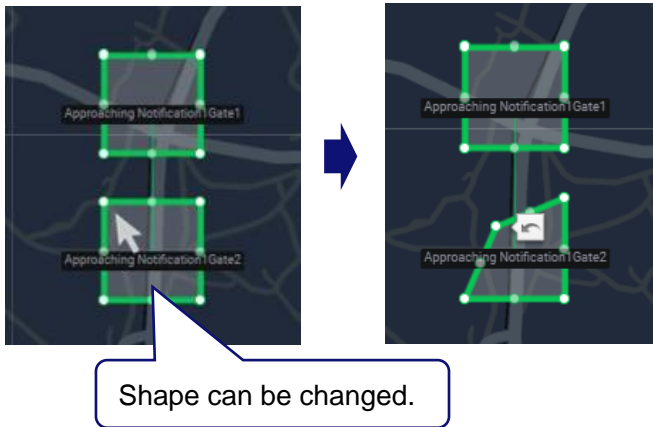 Approaching Notification1Gate1
Approaching Notification1Gate2
Approaching Notification1Gate1
Approaching Notification1Gate2
Shape can be changed.